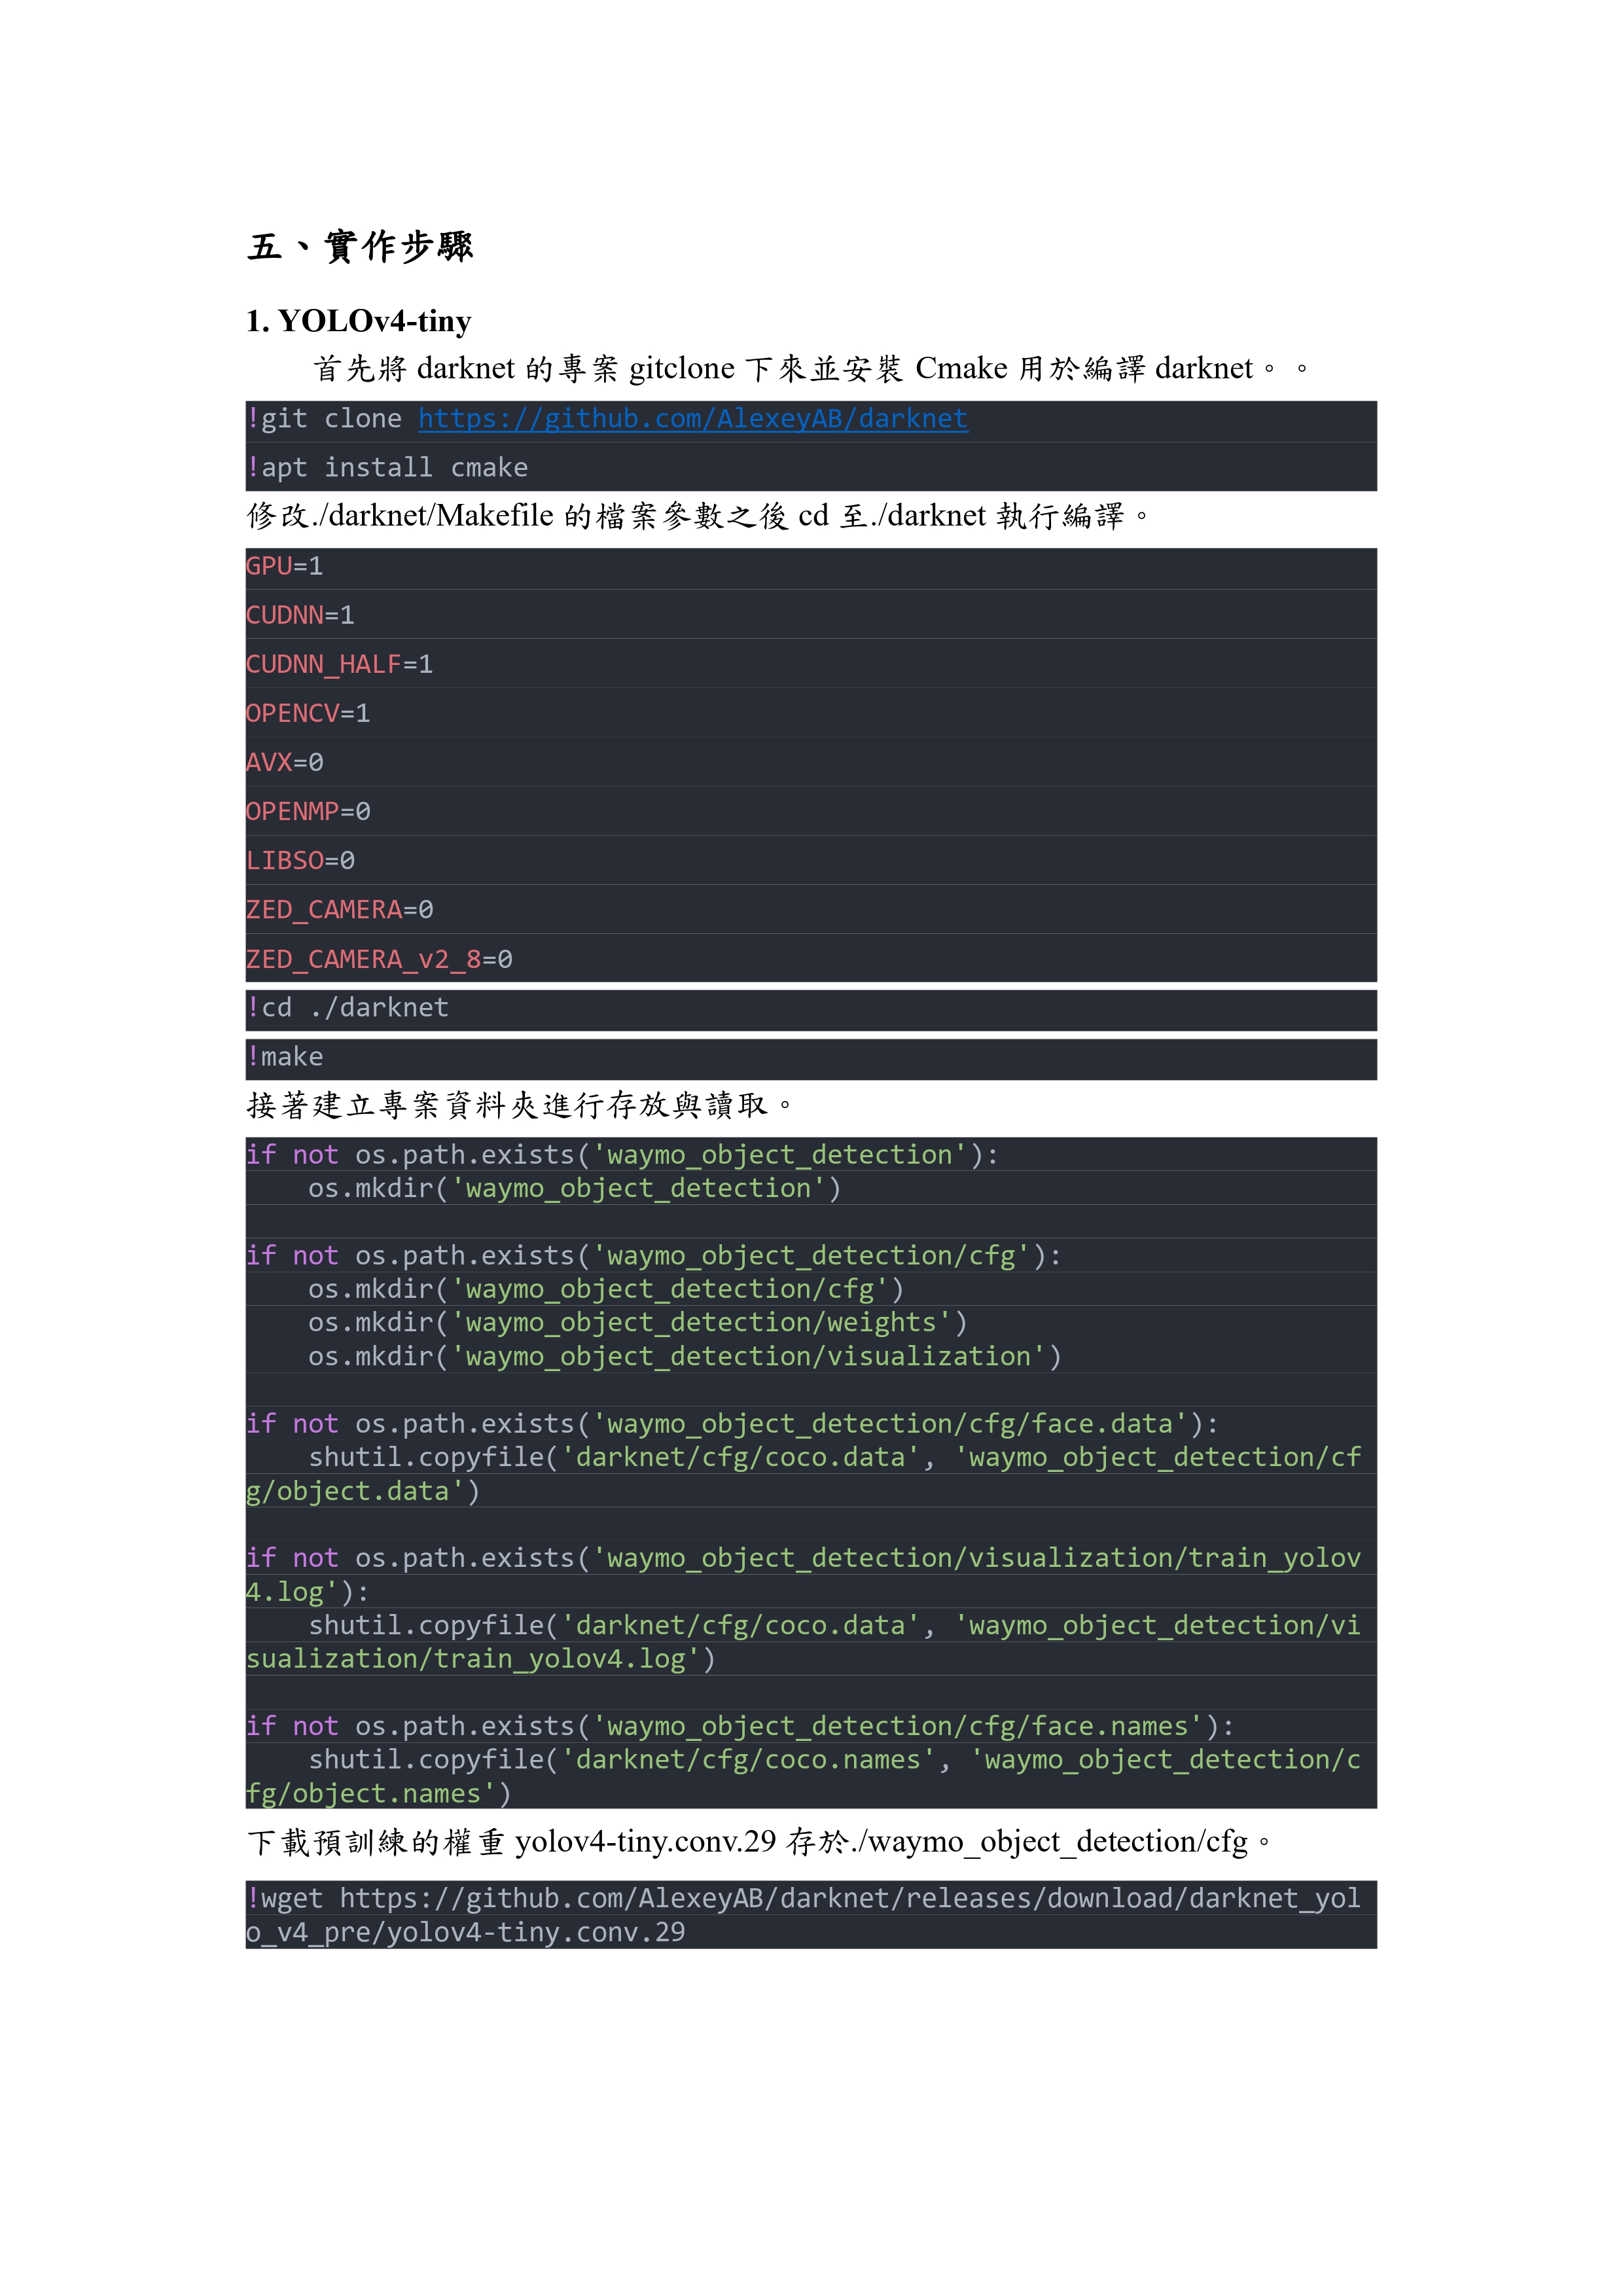 五、實作步驟
1. YOLOv4-tiny
首先將 darknet 的專案 gitclone 下來並安裝 Cmake 用於編譯 darknet。。
!git clone https://github.com/AlexeyAB/darknet
!apt install cmake
修改./darknet/Makefile 的檔案參數之後 cd 至./darknet 執行編譯。
GPU=1
CUDNN=1
CUDNN_HALF=1
OPENCV=1
AVX=0
OPENMP=0
LIBSO=0
ZED_CAMERA=0
ZED_CAMERA_v2_8=0
!cd ./darknet
!make
接著建立專案資料夾進行存放與讀取。
if not os.path.exists('waymo_object_detection'):
    os.mkdir('waymo_object_detection')
if not os.path.exists('waymo_object_detection/cfg'):
    os.mkdir('waymo_object_detection/cfg')
    os.mkdir('waymo_object_detection/weights')
    os.mkdir('waymo_object_detection/visualization')
if not os.path.exists('waymo_object_detection/cfg/face.data'):
    shutil.copyfile('darknet/cfg/coco.data', 'waymo_object_detection/cf
g/object.data')
if not os.path.exists('waymo_object_detection/visualization/train_yolov
4.log'):
    shutil.copyfile('darknet/cfg/coco.data', 'waymo_object_detection/vi
sualization/train_yolov4.log')
if not os.path.exists('waymo_object_detection/cfg/face.names'):
    shutil.copyfile('darknet/cfg/coco.names', 'waymo_object_detection/c
fg/object.names')
下載預訓練的權重 yolov4-tiny.conv.29 存於./waymo_object_detection/cfg。
!wget https://github.com/AlexeyAB/darknet/releases/download/darknet_yol
o_v4_pre/yolov4-tiny.conv.29